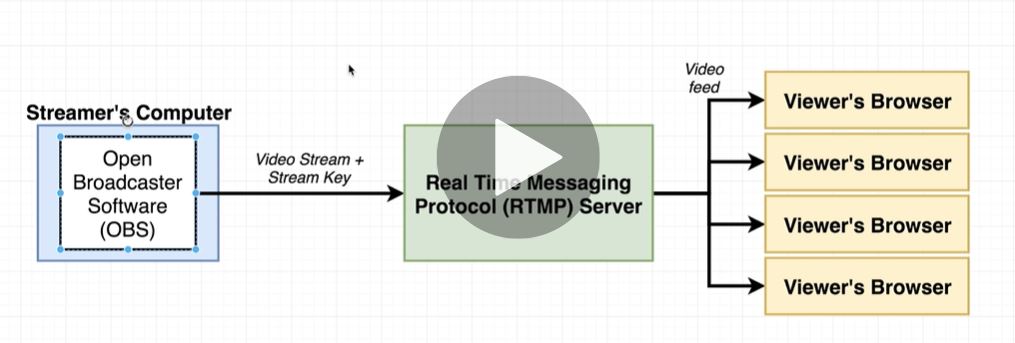 Streamer's Computer
Open
Broadcaster
Software
(OBS)
Video Stream +
Stream Key
Real Time Messaging
Protocol (RTMP) Server
Video
feed
Viewer's Browser
Viewer's Browser
Viewer's Browser
Viewer's Browser